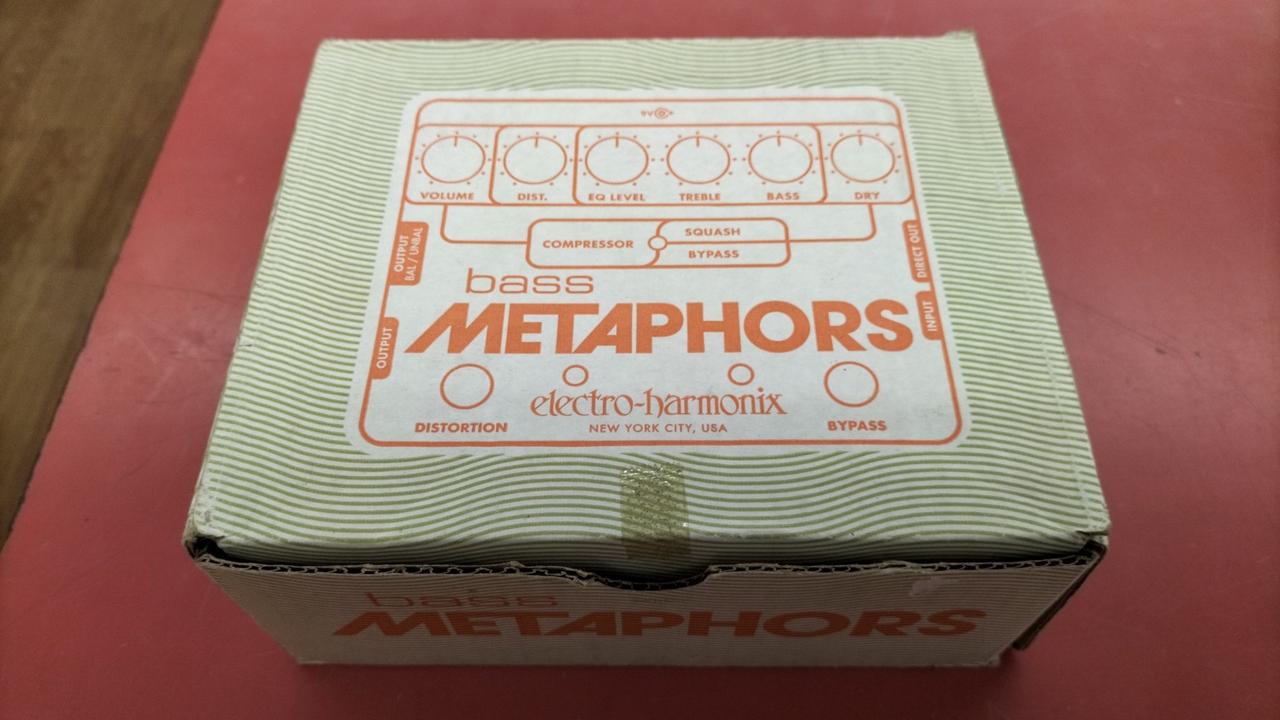 9V
VOLUME DIST. EQ LEVEL TREBLE BASS DRY
COMPRESSOR SQUASH
BYPASS
OUTPUT
BAL / UNBAL
DIRECT OUT
OUTPUT
INPUT
bass
METAPHORS
electro-harmonix
NEW YORK CITY, USA
DISTORTION
BYPASS
bass
METAPHORS